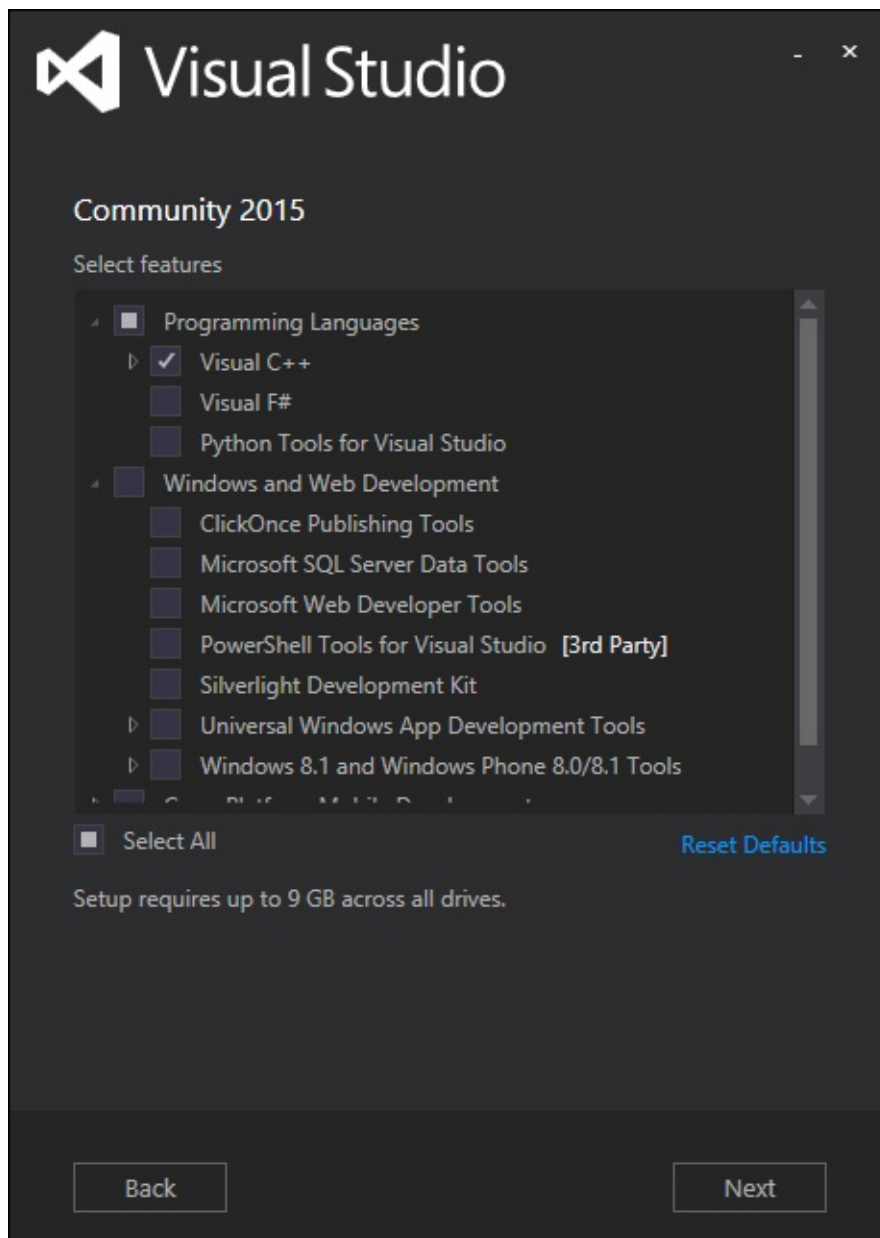 Visual Studio
Community 2015
Select features
Programming Languages
Visual C++
Visual F#
Python Tools for Visual Studio
Windows and Web Development
ClickOnce Publishing Tools
Microsoft SQL Server Data Tools
Microsoft Web Developer Tools
PowerShell Tools for Visual Studio [3rd Party]
Silverlight Development Kit
Universal Windows App Development Tools
Windows 8.1 and Windows Phone 8.0/8.1 Tools
Select All Reset Defaults
Setup requires up to 9 GB across all drives.
Back Next